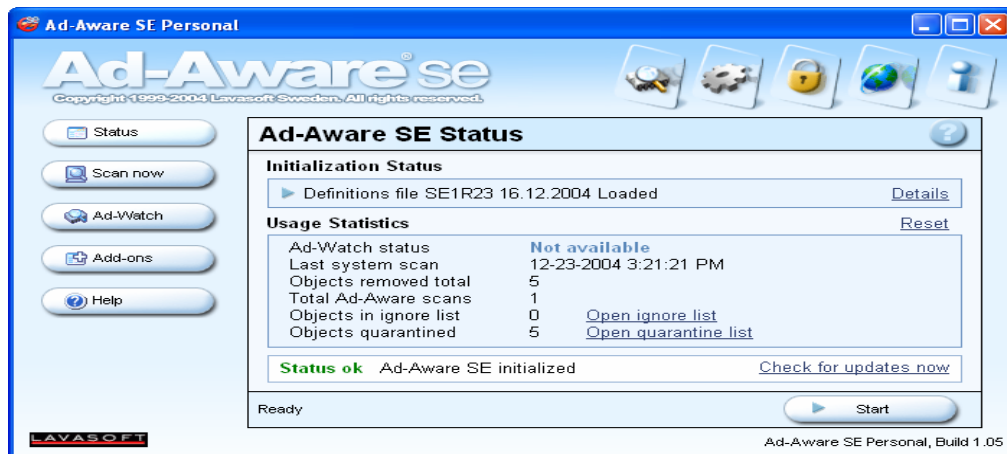 Ad-Aware SE Personal
Ad-Aware® se
Copyright 1999-2004 Lavasoft Sweden. All rights reserved.
Status
Scan now
Ad-Watch
Add-ons
Help
Ad-Aware SE Status
?
Initialization Status
Definitions file SE1R23 16.12.2004 Loaded Details
Usage Statistics Reset
Ad-Watch status Not available
Last system scan 12-23-2004 3:21:21 PM
Objects removed total 5
Total Ad-Aware scans 1
Objects in ignore list 0 Open ignore list
Objects quarantined 5 Open quarantine list
Status ok Ad-Aware SE initialized Check for updates now
Ready Start
LAVASOFT
Ad-Aware SE Personal, Build 1.05